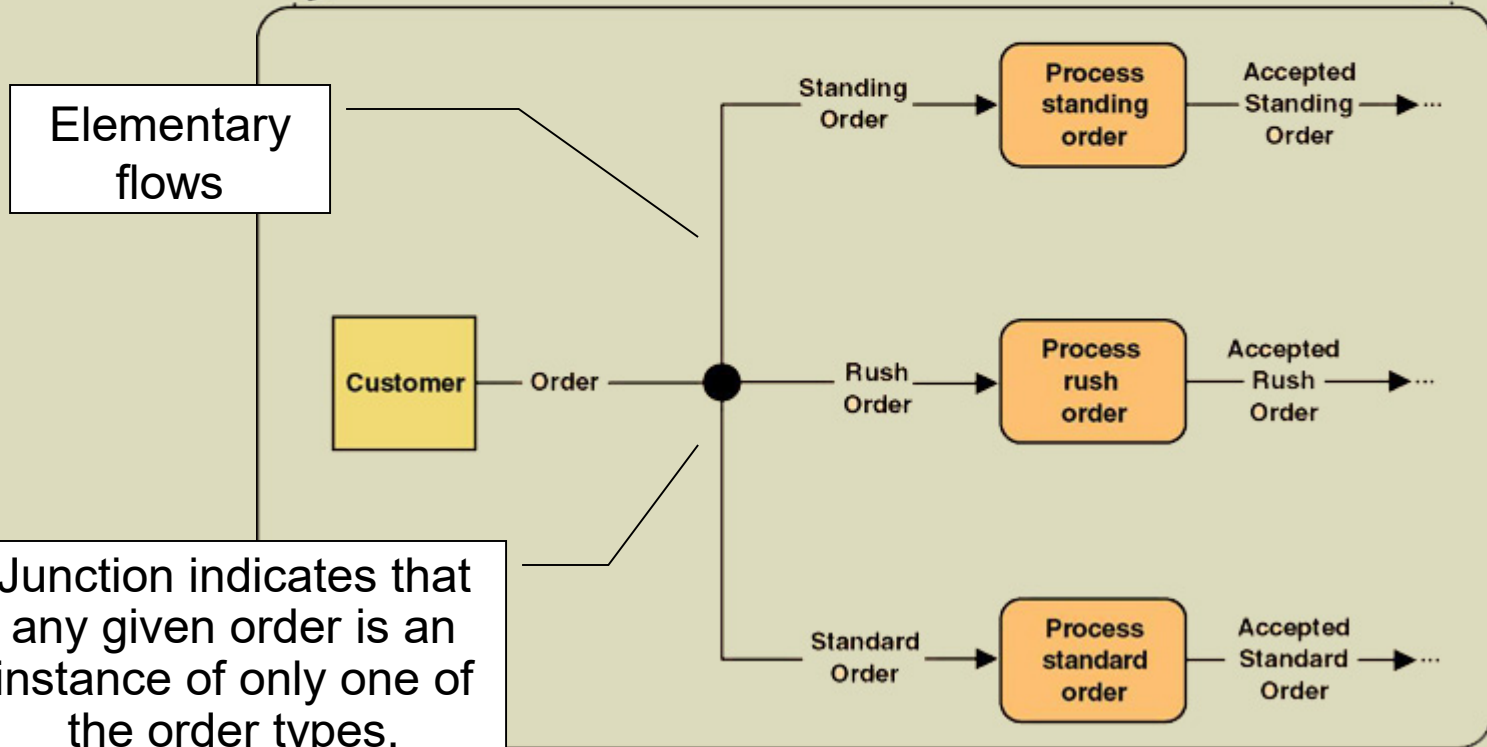 Elementary
flows
Standing
Order
Process
standing
order
Accepted
Standing
Order
...
Customer
Order
Rush
Order
Process
rush
order
Accepted
Rush
Order
...
Junction indicates that
any given order is an
instance of only one of
the order types.
Standard
Order
Process
standard
order
Accepted
Standard
Order
...